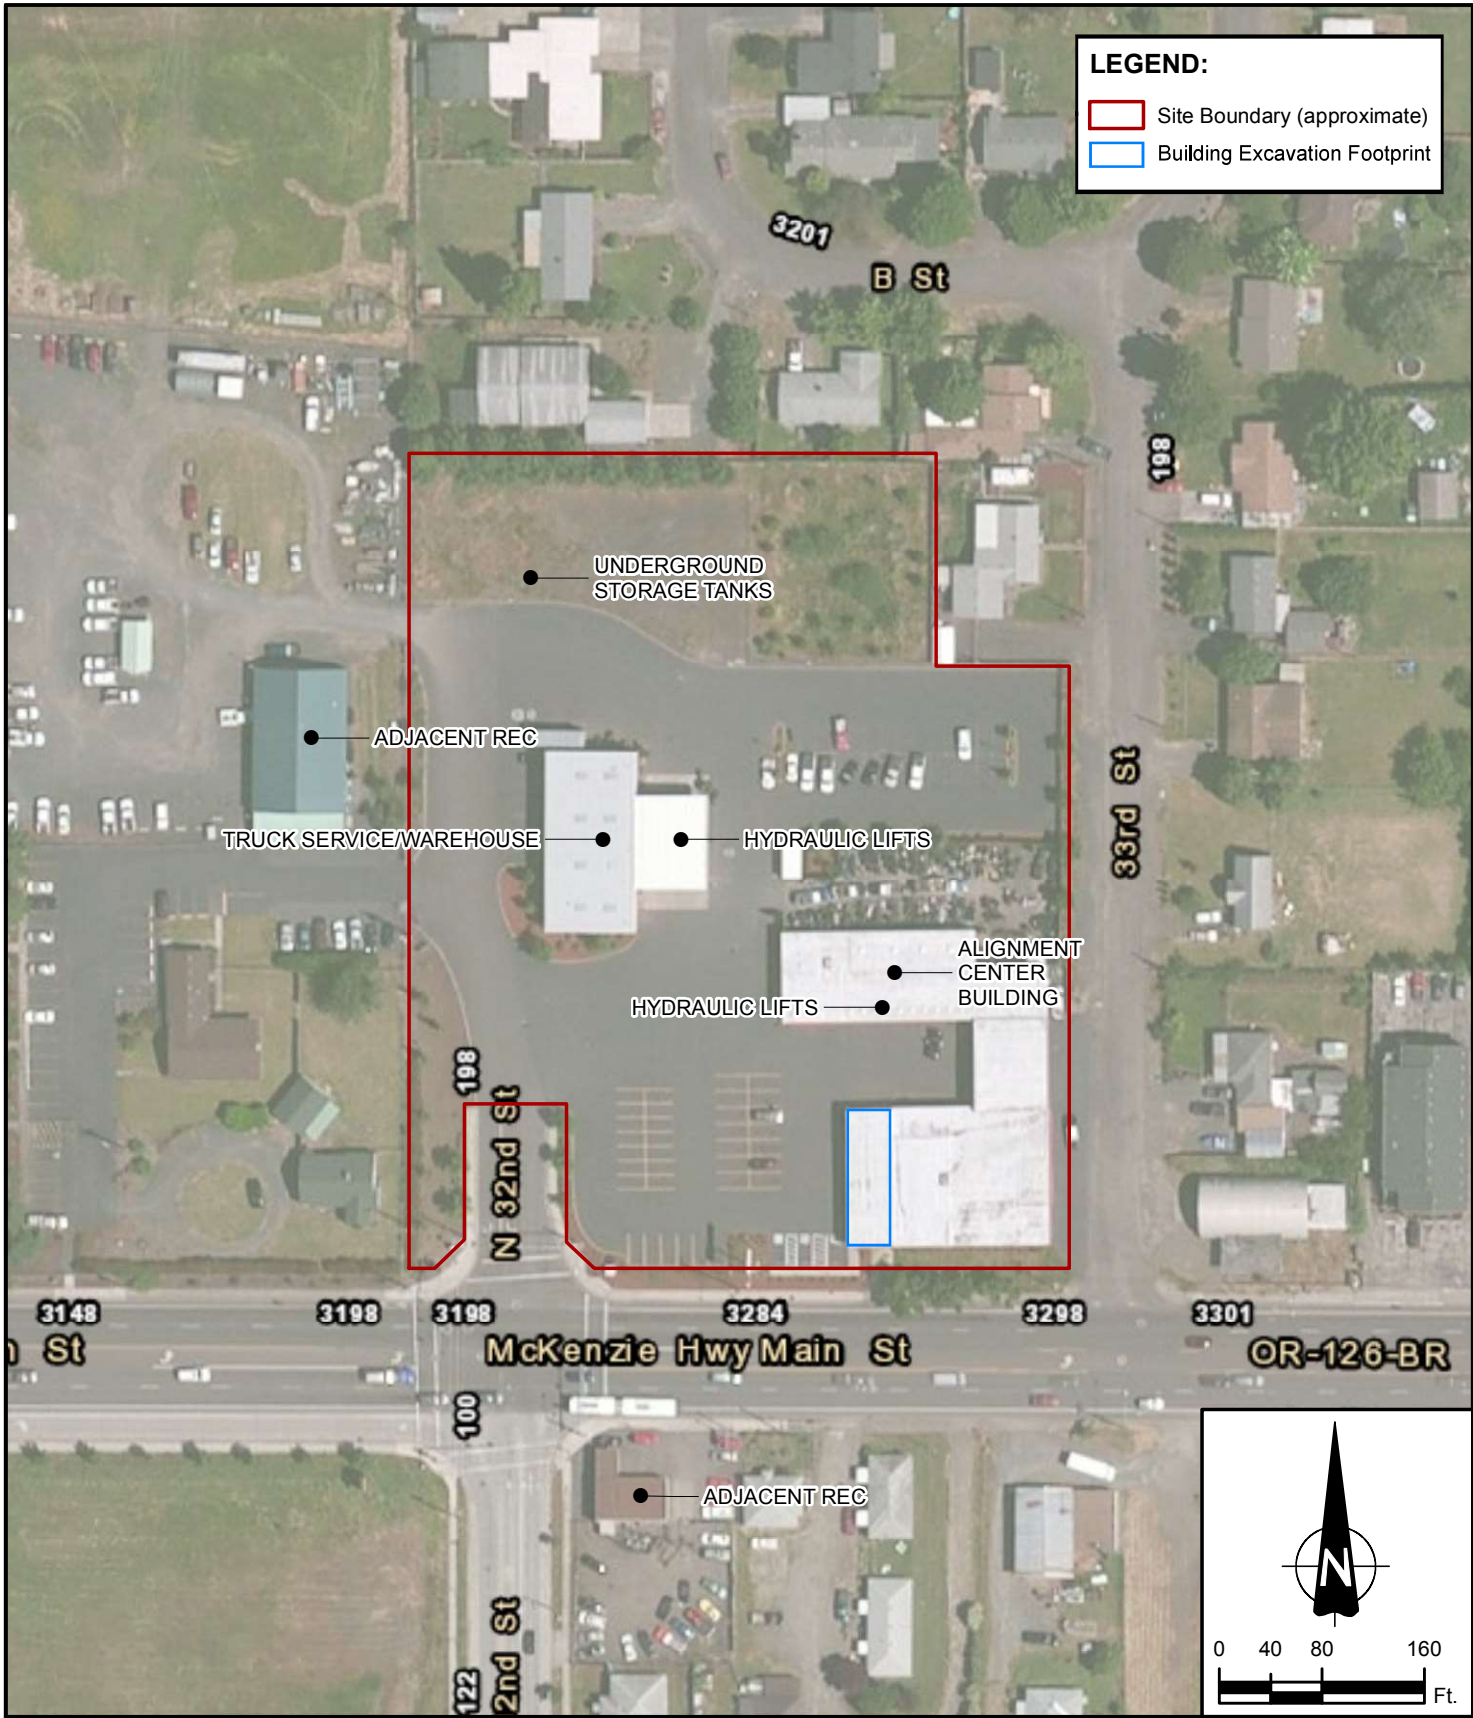 LEGEND:
Site Boundary (approximate)
Building Excavation Footprint
3201
B St
198
UNDERGROUND
STORAGE TANKS
ADJACENT REC
33rd St
TRUCK SERVICE/WAREHOUSE
HYDRAULIC LIFTS
ALIGNMENT
CENTER
BUILDING
HYDRAULIC LIFTS
198
N 32nd St
3148
3198
3198
3284
3298
3301
n St
McKenzie Hwy Main St
OR-126-BR
100
ADJACENT REC
122
2nd St
N
0 40 80 160
Ft.